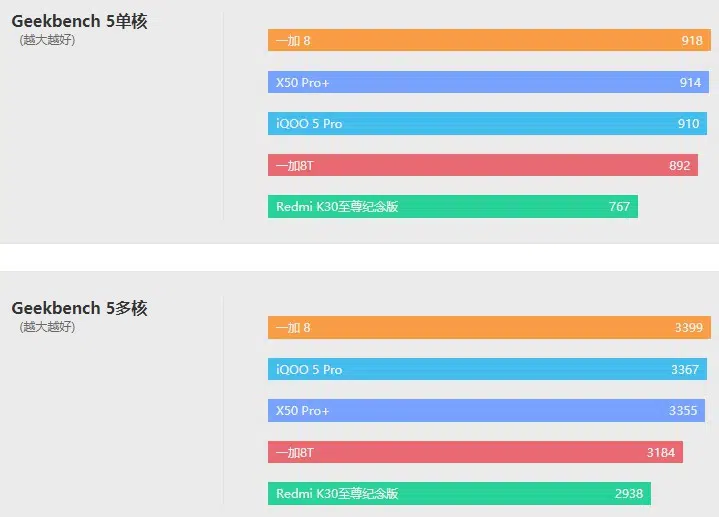 Geekbench 5单核
(越大越好)
一加 8 918
X50 Pro+ 914
iQOO 5 Pro 910
一加8T 892
Redmi K30至尊纪念版 767
Geekbench 5多核
(越大越好)
一加 8 3399
iQOO 5 Pro 3367
X50 Pro+ 3355
一加8T 3184
Redmi K30至尊纪念版 2938